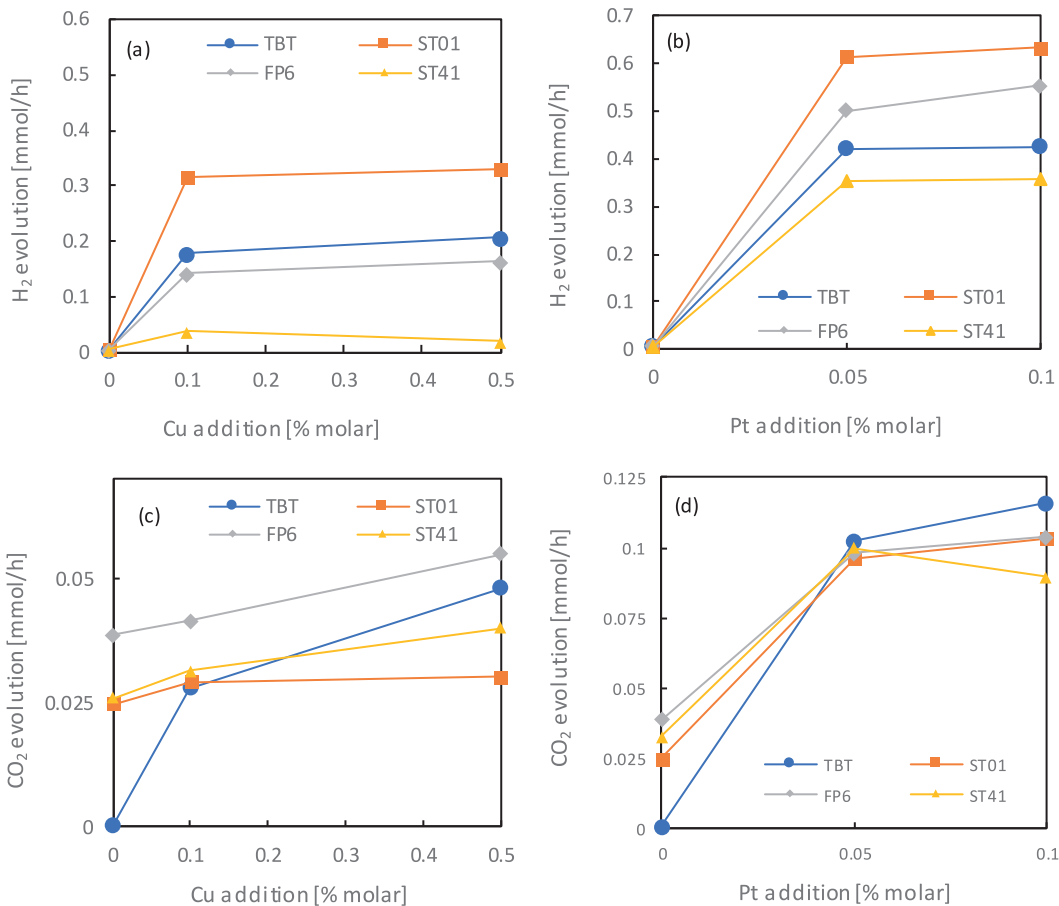 (a)
TBT
ST01
FP6
ST41
0.6
0.5
0.4
0.3
0.2
0.1
0
H2 evolution [mmol/h]
0 0.1 0.2 0.3 0.4 0.5
Cu addition [% molar]
(b)
0.7
0.6
0.5
0.4
0.3
0.2
0.1
0
H2 evolution [mmol/h]
TBT
ST01
FP6
ST41
0 0.05 0.1
Pt addition [% molar]
(c)
TBT
ST01
FP6
ST41
0.05
0.025
0
CO2 evolution [mmol/h]
0 0.1 0.2 0.3 0.4 0.5
Cu addition [% molar]
(d)
0.125
0.1
0.075
0.05
0.025
0
CO2 evolution [mmol/h]
TBT
ST01
FP6
ST41
0 0.05 0.1
Pt addition [% molar]